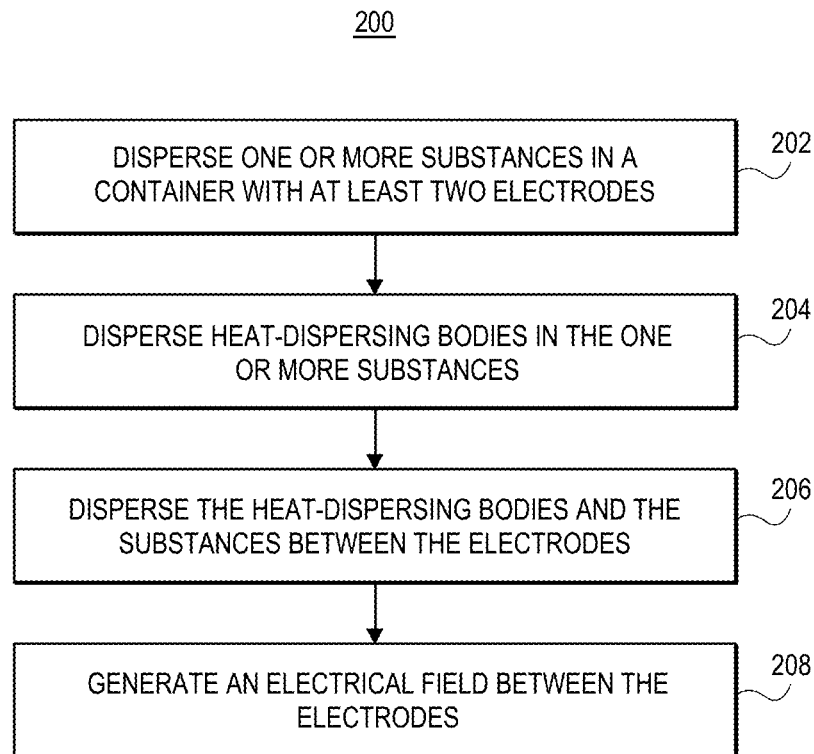 200
DISPERSE ONE OR MORE SUBSTANCES IN A
CONTAINER WITH AT LEAST TWO ELECTRODES
202
DISPERSE HEAT-DISPERSING BODIES IN THE ONE
OR MORE SUBSTANCES
204
DISPERSE THE HEAT-DISPERSING BODIES AND THE
SUBSTANCES BETWEEN THE ELECTRODES
206
GENERATE AN ELECTRICAL FIELD BETWEEN THE
ELECTRODES
208